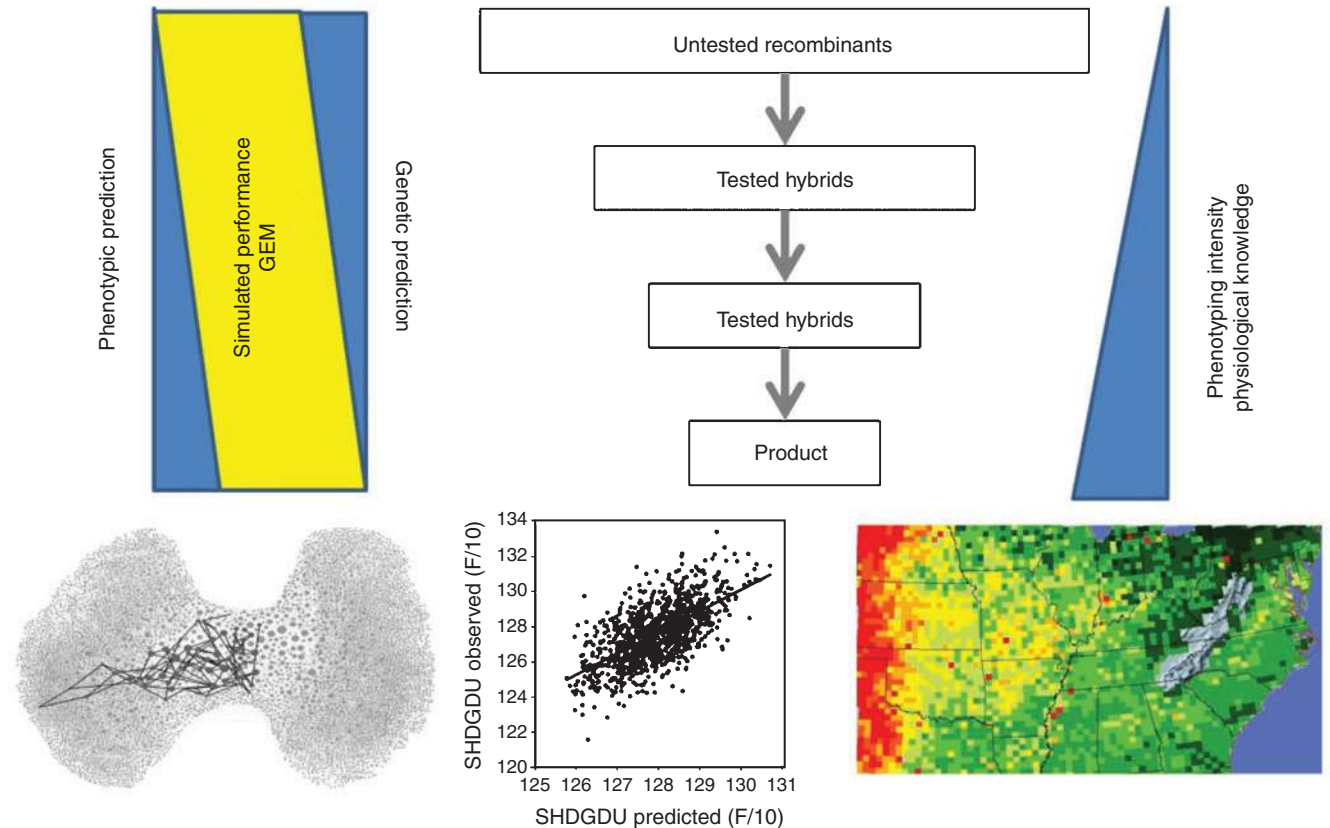 Untested recombinants
Phenotypic prediction
Simulated performance
GEM
Genetic prediction
Tested hybrids
Tested hybrids
Product
Phenotyping intensity
physiological knowledge
SHDGDU observed (F/10)
134
132
130
128
126
124
122
120
125 126 127 128 129 130 131
SHDGDU predicted (F/10)